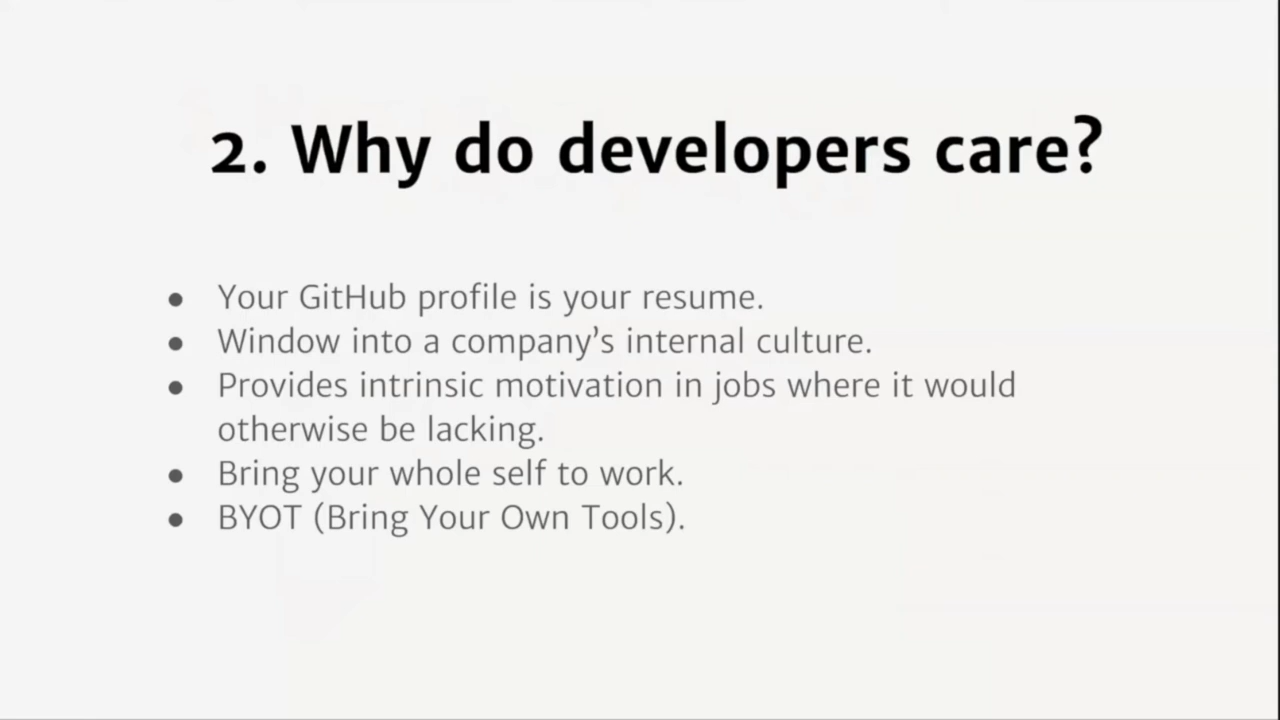 2. Why do developers care?
● Your GitHub profile is your resume.
● Window into a company’s internal culture.
● Provides intrinsic motivation in jobs where it would
otherwise be lacking.
● Bring your whole self to work.
● BYOT (Bring Your Own Tools).